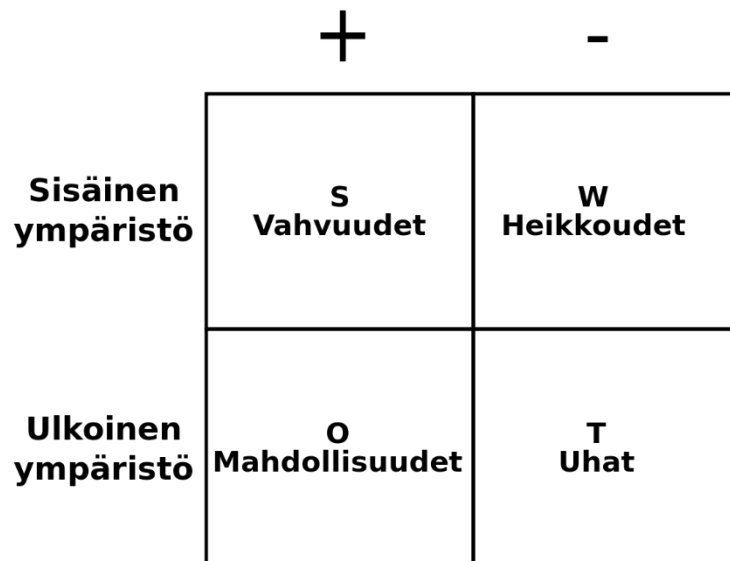 + -
Sisäinen
ympäristö
S
Vahvuudet
W
Heikkoudet
Ulkoinen
ympäristö
O
Mahdollisuudet
T
Uhat